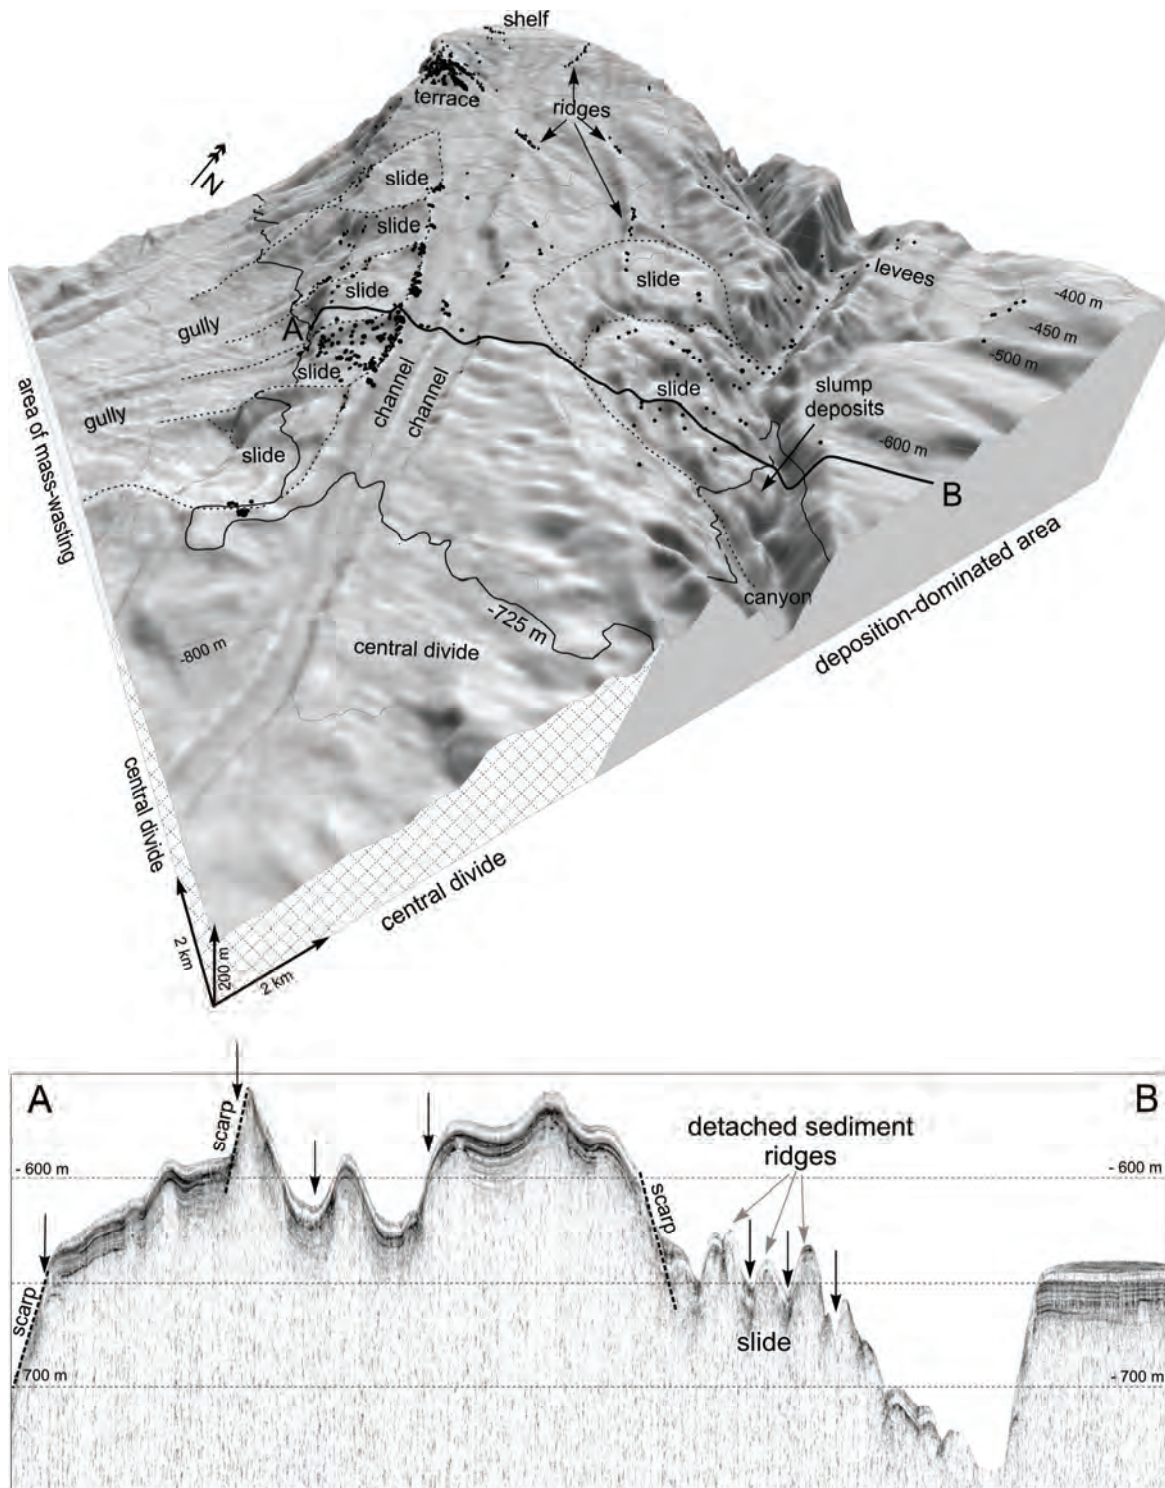 shelf
terrace
ridges
N
slide
slide
slide
levees
-400 m
-450 m
-500 m
slide
gully
A
slide
channel
channel
slide
slump
deposits
gully
slide
-600 m
B
area of mass-wasting
canyon
-725 m
deposition-dominated area
-800 m
central divide
central divide
central divide
2 km
200 m
2 km
A
B
scarp
detached sediment
ridges
- 600 m
- 600 m
scarp
scarp
slide
- 700 m
- 700 m